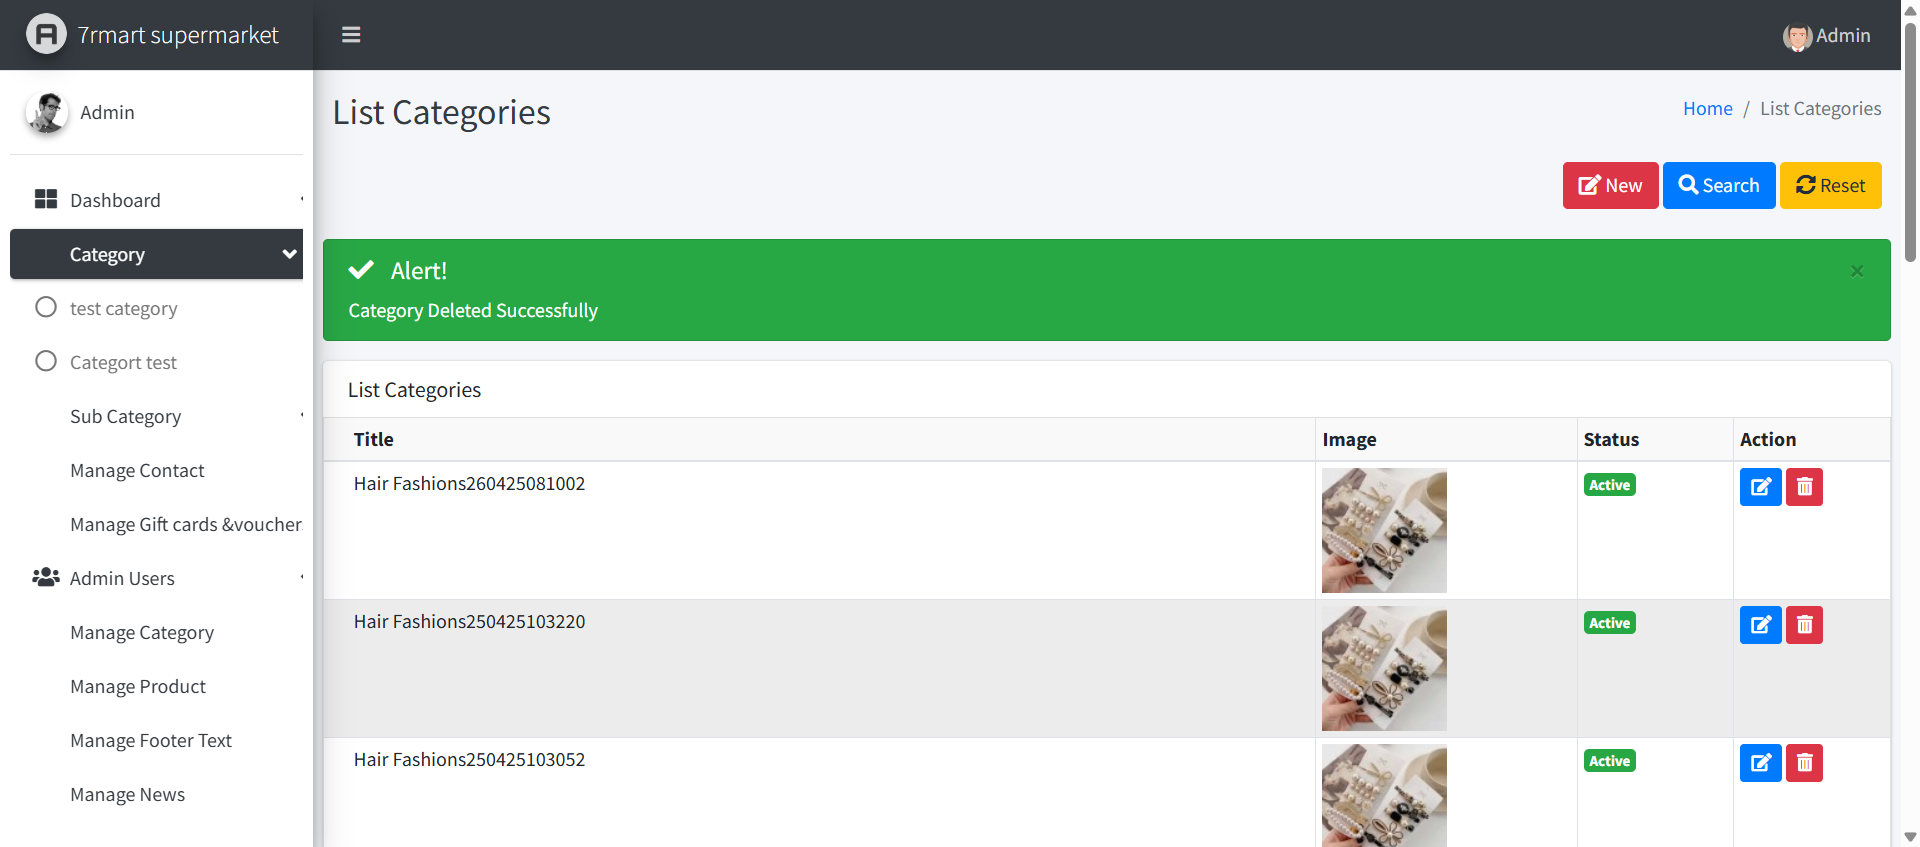 7rmart supermarket
Admin
Admin
List Categories
Home / List Categories
New
Search
Reset
Dashboard
Category
test category
Categort test
Sub Category
Manage Contact
Manage Gift cards &voucher
Admin Users
Manage Category
Manage Product
Manage Footer Text
Manage News
Alert!
×
Category Deleted Successfully
List Categories
Title Image Status Action
Hair Fashions260425081002 Active
Hair Fashions250425103220 Active
Hair Fashions250425103052 Active